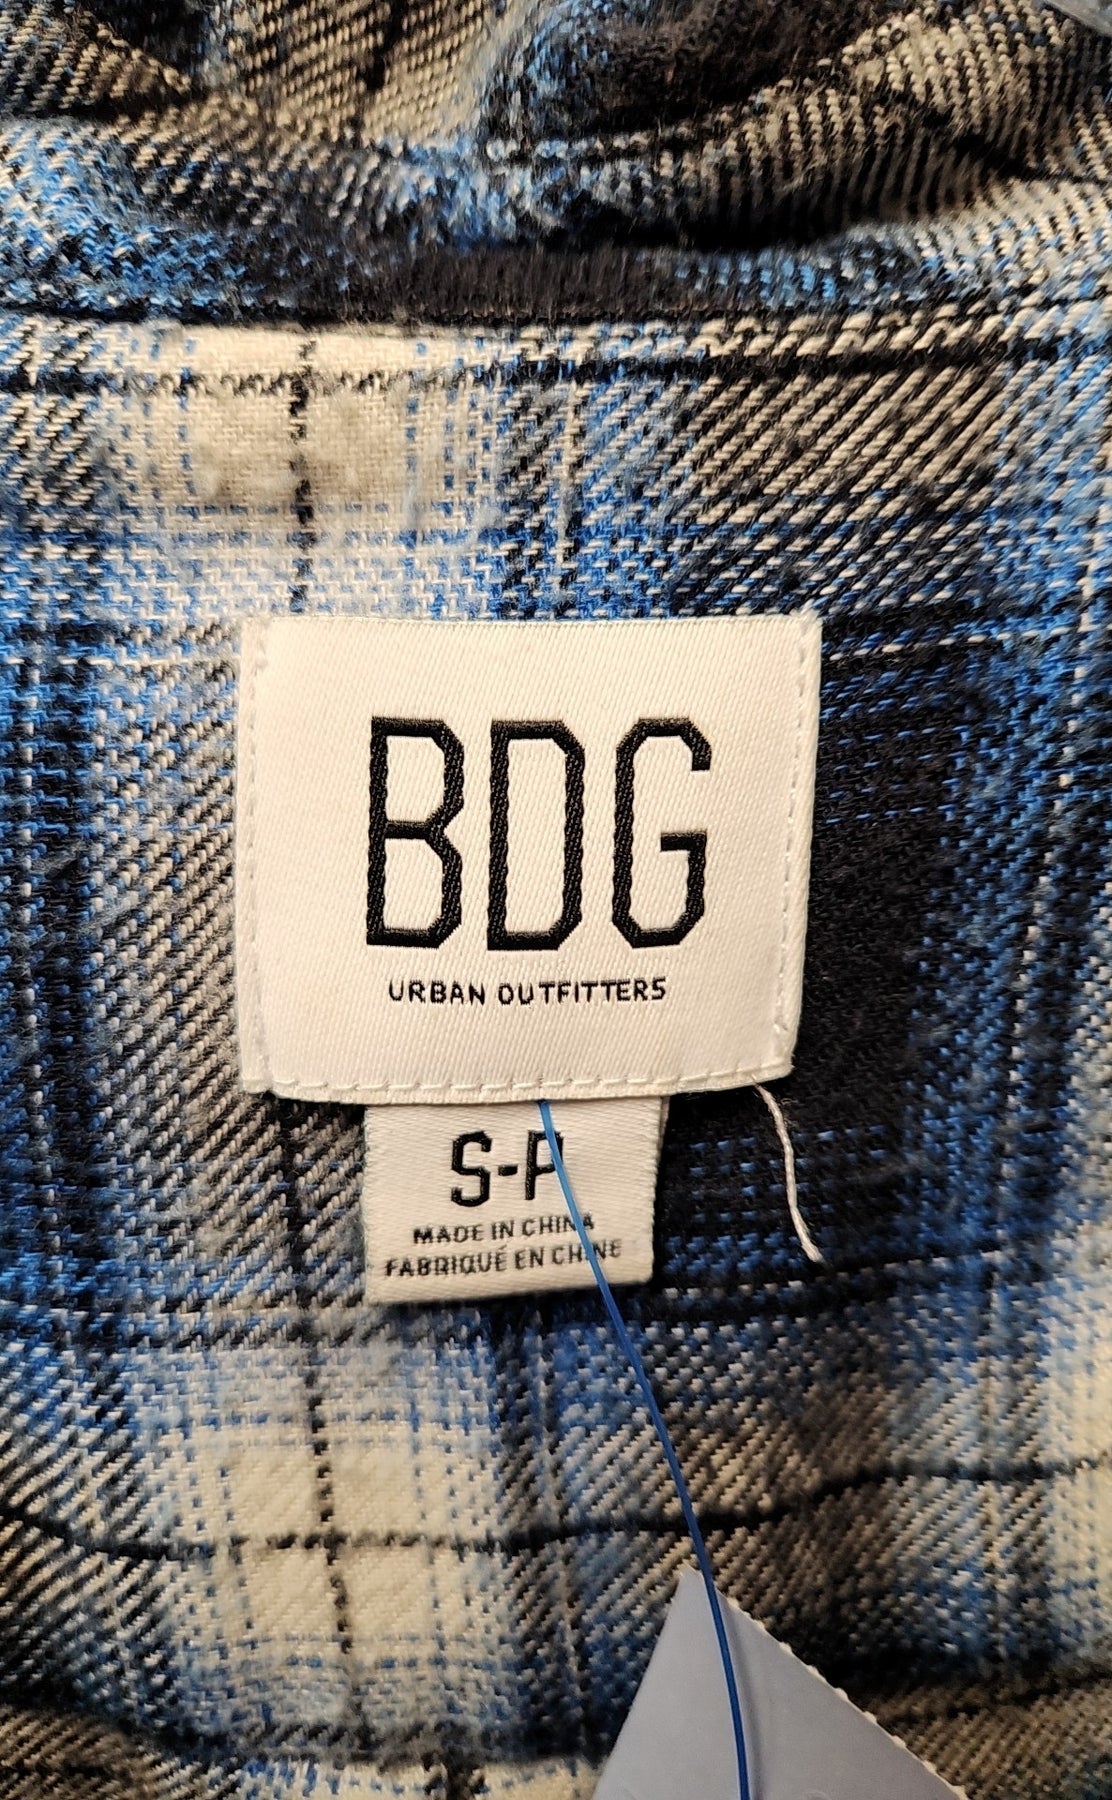 BDG
URBAN OUTFITTERS
S-P
MADE IN CHINA
FABRIQUÉ EN CHINE